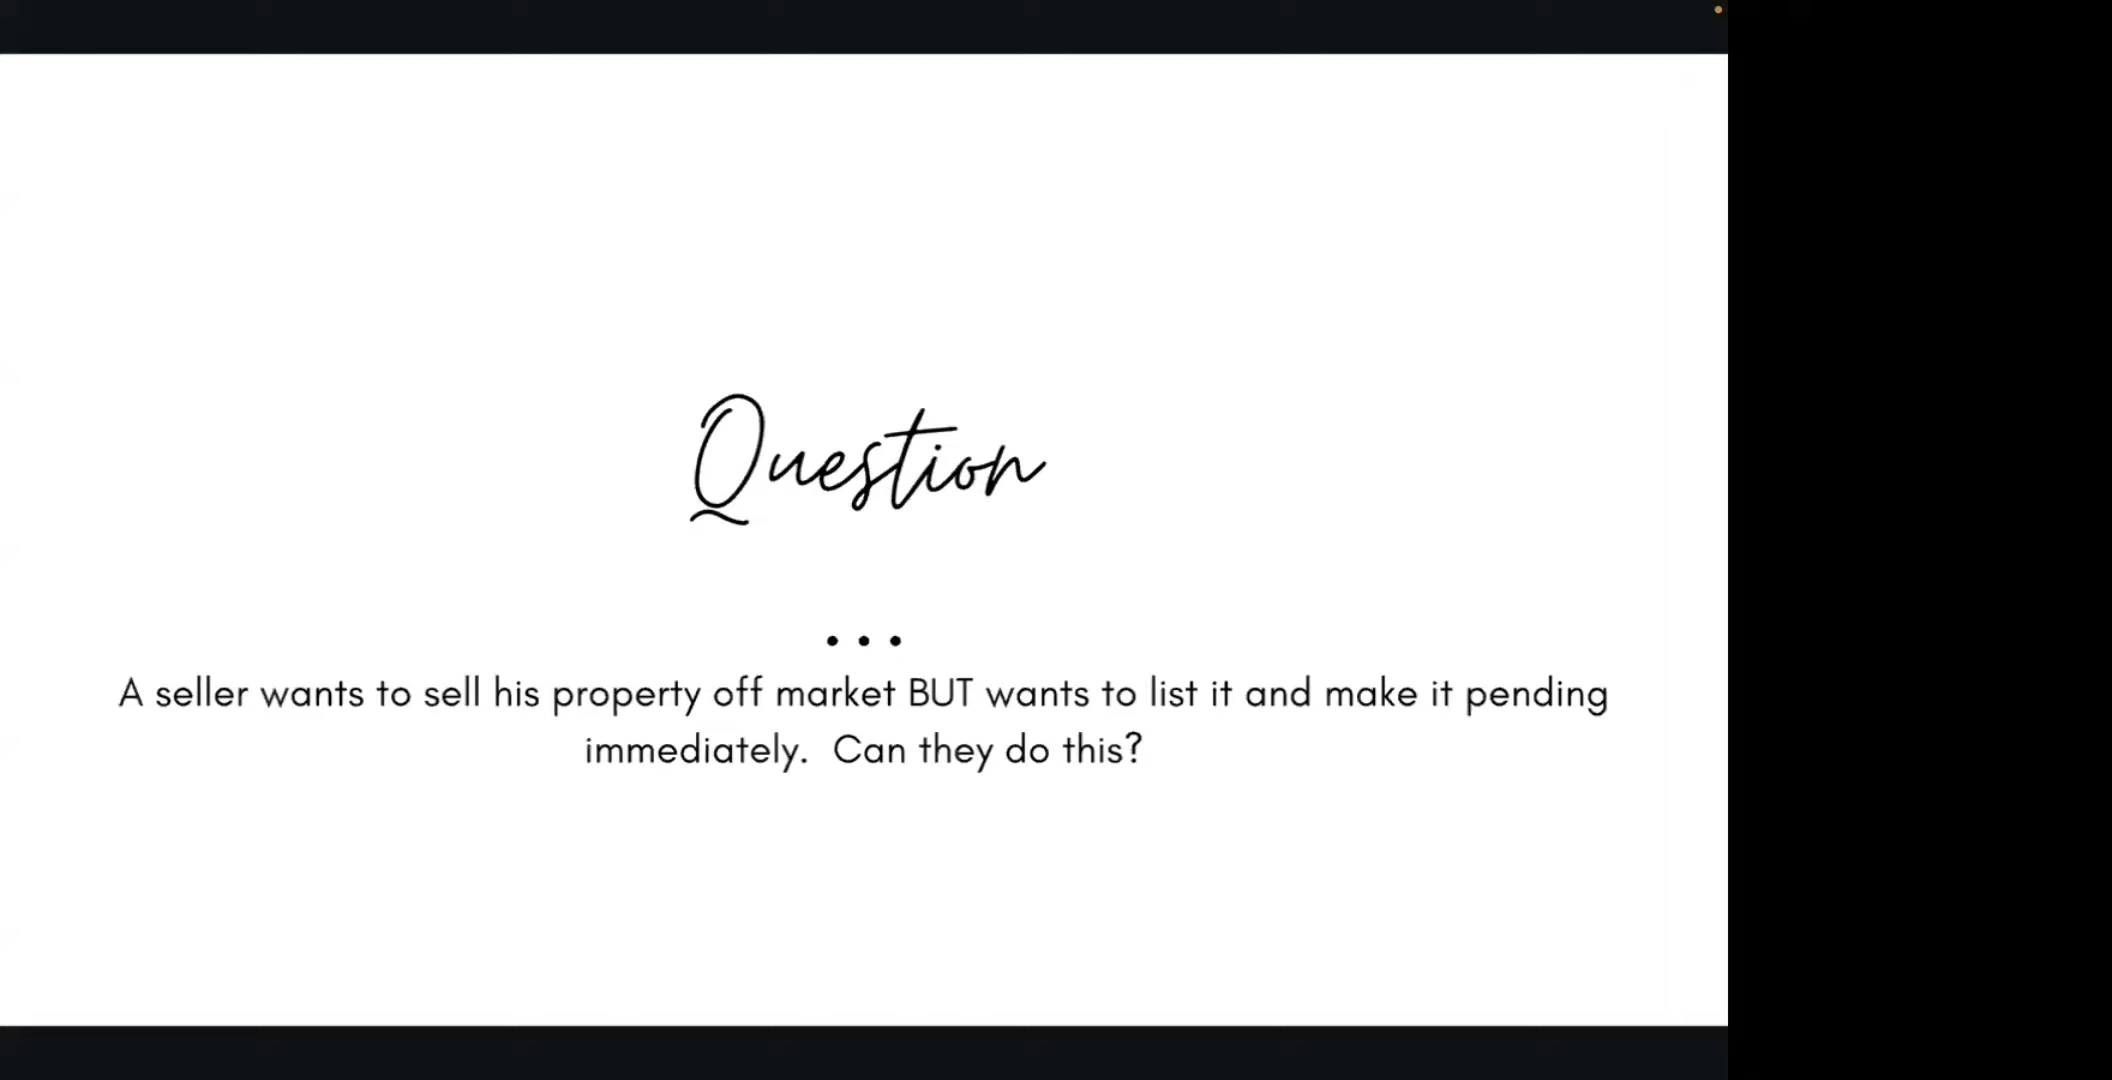 Question
...
A seller wants to sell his property off market BUT wants to list it and make it pending
immediately.  Can they do this?